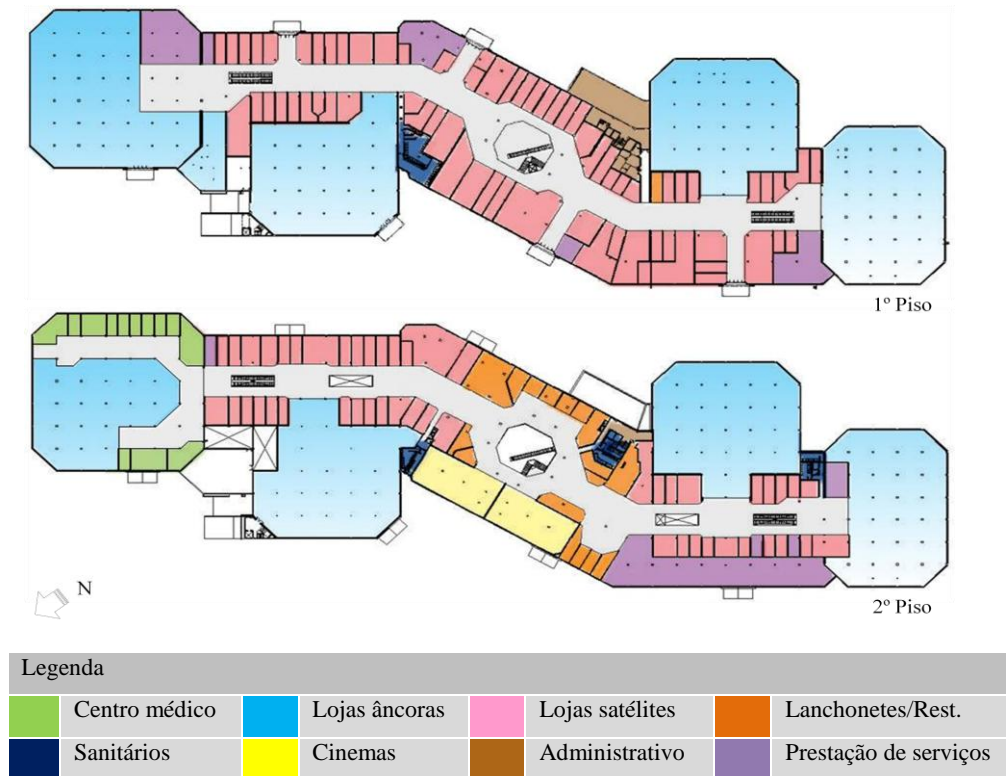 1º Piso
N
2º Piso
Legenda
Centro médico
Lojas âncoras
Lojas satélites
Lanchonetes/Rest.
Sanitários
Cinemas
Administrativo
Prestação de serviços